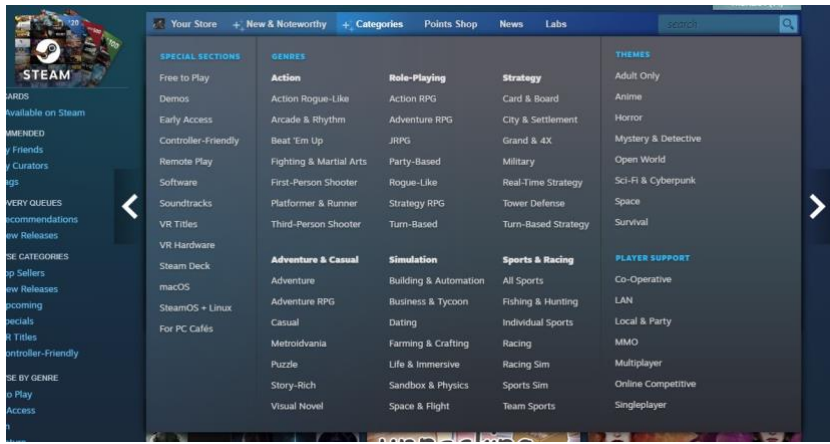 Your Store
New & Noteworthy
Categories
Points Shop
News
Labs
search
$20
STEAM
CARDS
Available on Steam
Friends
Curators
Recommendations
Releases
CATEGORIES
Sellers
Releases
Titles
BY GENRE
Play
Access
SPECIAL SECTIONS
Free to Play
Demos
Early Access
Controller-Friendly
Remote Play
Software
Soundtracks
VR Titles
VR Hardware
Steam Deck
macOS
SteamOS + Linux
For PC Cafés
GENRES
Action
Action Rogue-Like
Arcade & Rhythm
Beat 'Em Up
Fighting & Martial Arts
First-Person Shooter
Platformer & Runner
Third-Person Shooter
Adventure & Casual
Adventure
Adventure RPG
Casual
Metroidvania
Puzzle
Story-Rich
Visual Novel
Role-Playing
Action RPG
Adventure RPG
JRPG
Party-Based
Rogue-Like
Strategy RPG
Turn-Based
Simulation
Building & Automation
Business & Tycoon
Dating
Farming & Crafting
Life & Immersive
Sandbox & Physics
Space & Flight
Strategy
Card & Board
City & Settlement
Grand & 4X
Military
Real-Time Strategy
Tower Defense
Turn-Based Strategy
Sports & Racing
All Sports
Fishing & Hunting
Individual Sports
Racing
Racing Sim
Sports Sim
Team Sports
THEMES
Adult Only
Anime
Horror
Mystery & Detective
Open World
Sci-Fi & Cyberpunk
Space
Survival
PLAYER SUPPORT
Co-Operative
LAN
Local & Party
MMO
Multiplayer
Online Competitive
Singleplayer